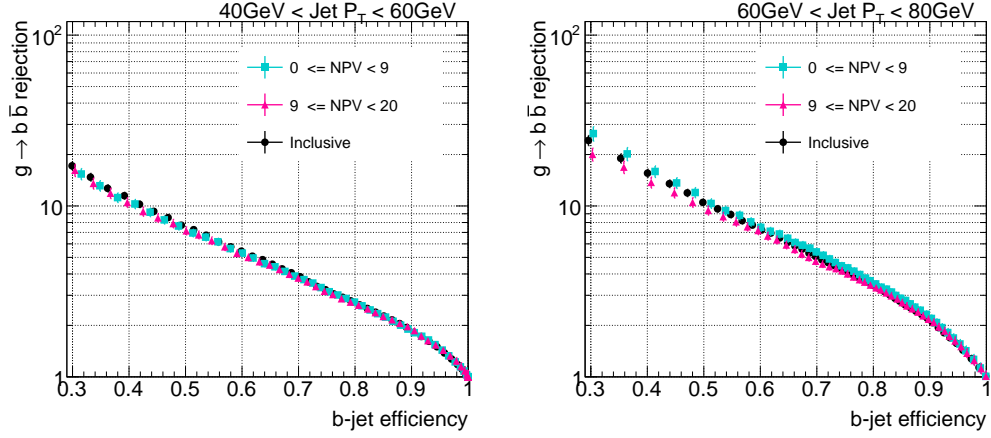 40GeV < Jet P_T < 60GeV
g → b b̄ rejection
10²
10
1
0 <= NPV < 9
9 <= NPV < 20
Inclusive
0.3 0.4 0.5 0.6 0.7 0.8 0.9 1
b-jet efficiency
60GeV < Jet P_T < 80GeV
g → b b̄ rejection
10²
10
1
0 <= NPV < 9
9 <= NPV < 20
Inclusive
0.3 0.4 0.5 0.6 0.7 0.8 0.9 1
b-jet efficiency